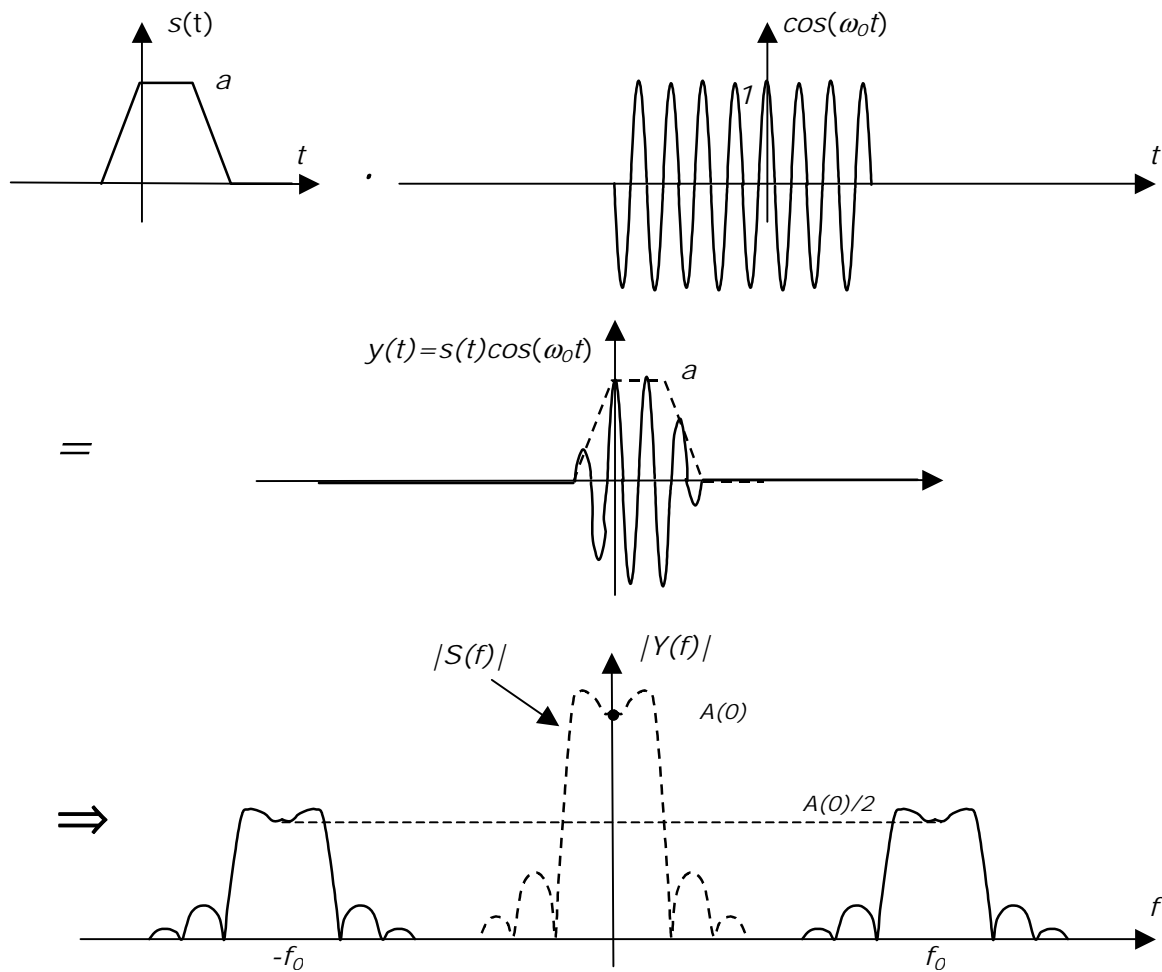 s(t)
cos(ω₀t)
a
1
t
t
.
y(t)=s(t)cos(ω₀t)
a
=
|S(f)|
|Y(f)|
A(0)
⇒
A(0)/2
f
-f₀
f₀